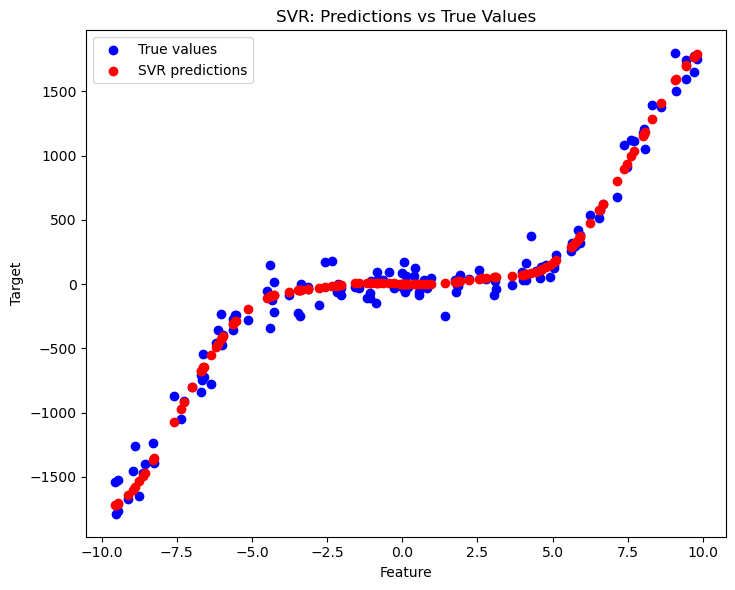 SVR: Predictions vs True Values
True values
SVR predictions
1500
1000
500
0
−500
−1000
−1500
Target
−10.0 −7.5 −5.0 −2.5 0.0 2.5 5.0 7.5 10.0
Feature